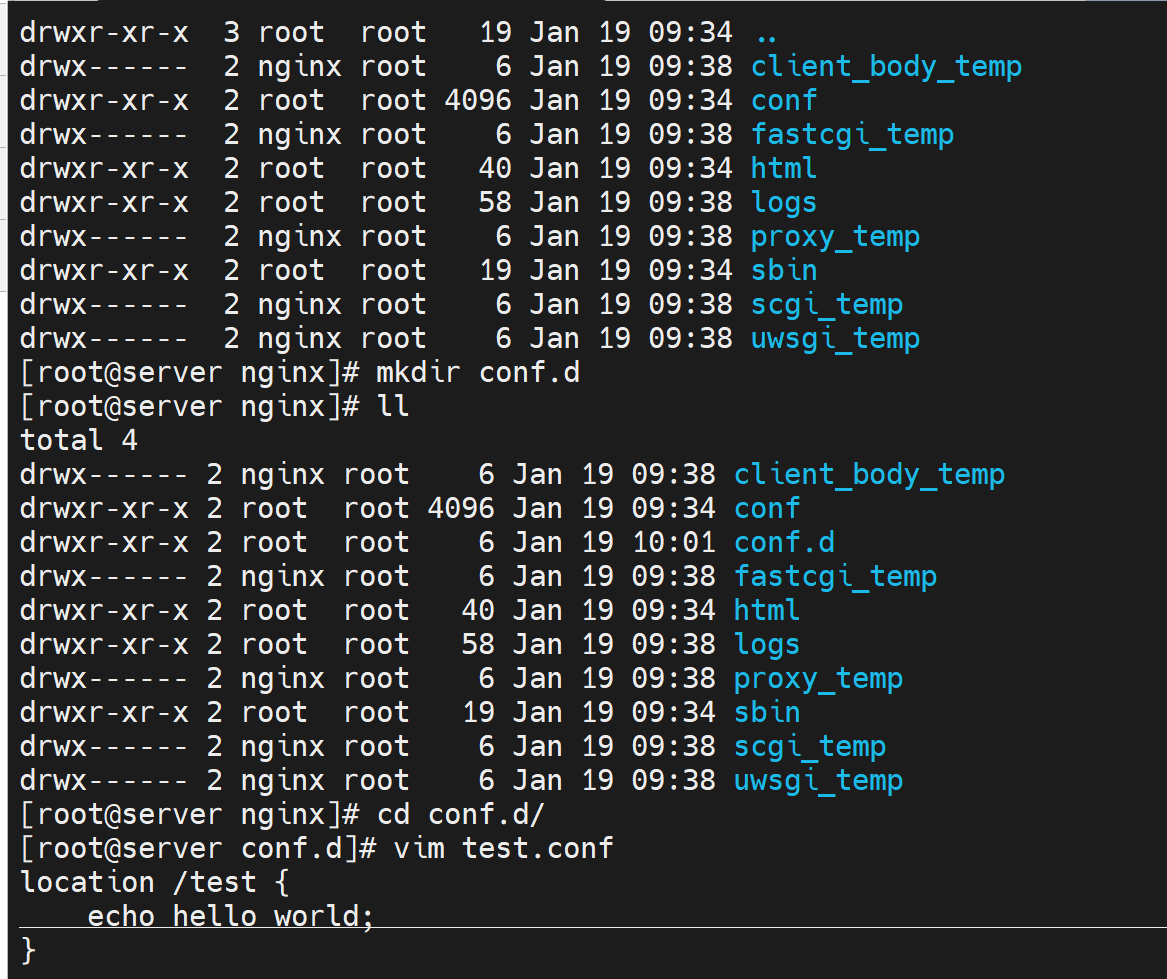 drwxr-xr-x  3 root  root   19 Jan 19 09:34 ..
drwx------  2 nginx root    6 Jan 19 09:38 client_body_temp
drwxr-xr-x  2 root  root 4096 Jan 19 09:34 conf
drwx------  2 nginx root    6 Jan 19 09:38 fastcgi_temp
drwxr-xr-x  2 root  root   40 Jan 19 09:34 html
drwxr-xr-x  2 root  root   58 Jan 19 09:38 logs
drwx------  2 nginx root    6 Jan 19 09:38 proxy_temp
drwxr-xr-x  2 root  root   19 Jan 19 09:34 sbin
drwx------  2 nginx root    6 Jan 19 09:38 scgi_temp
drwx------  2 nginx root    6 Jan 19 09:38 uwsgi_temp
[root@server nginx]# mkdir conf.d
[root@server nginx]# ll
total 4
drwx------ 2 nginx root    6 Jan 19 09:38 client_body_temp
drwxr-xr-x 2 root  root 4096 Jan 19 09:34 conf
drwxr-xr-x 2 root  root    6 Jan 19 10:01 conf.d
drwx------ 2 nginx root    6 Jan 19 09:38 fastcgi_temp
drwxr-xr-x 2 root  root   40 Jan 19 09:34 html
drwxr-xr-x 2 root  root   58 Jan 19 09:38 logs
drwx------ 2 nginx root    6 Jan 19 09:38 proxy_temp
drwxr-xr-x 2 root  root   19 Jan 19 09:34 sbin
drwx------ 2 nginx root    6 Jan 19 09:38 scgi_temp
drwx------ 2 nginx root    6 Jan 19 09:38 uwsgi_temp
[root@server nginx]# cd conf.d/
[root@server conf.d]# vim test.conf
location /test {
    echo hello world;
}